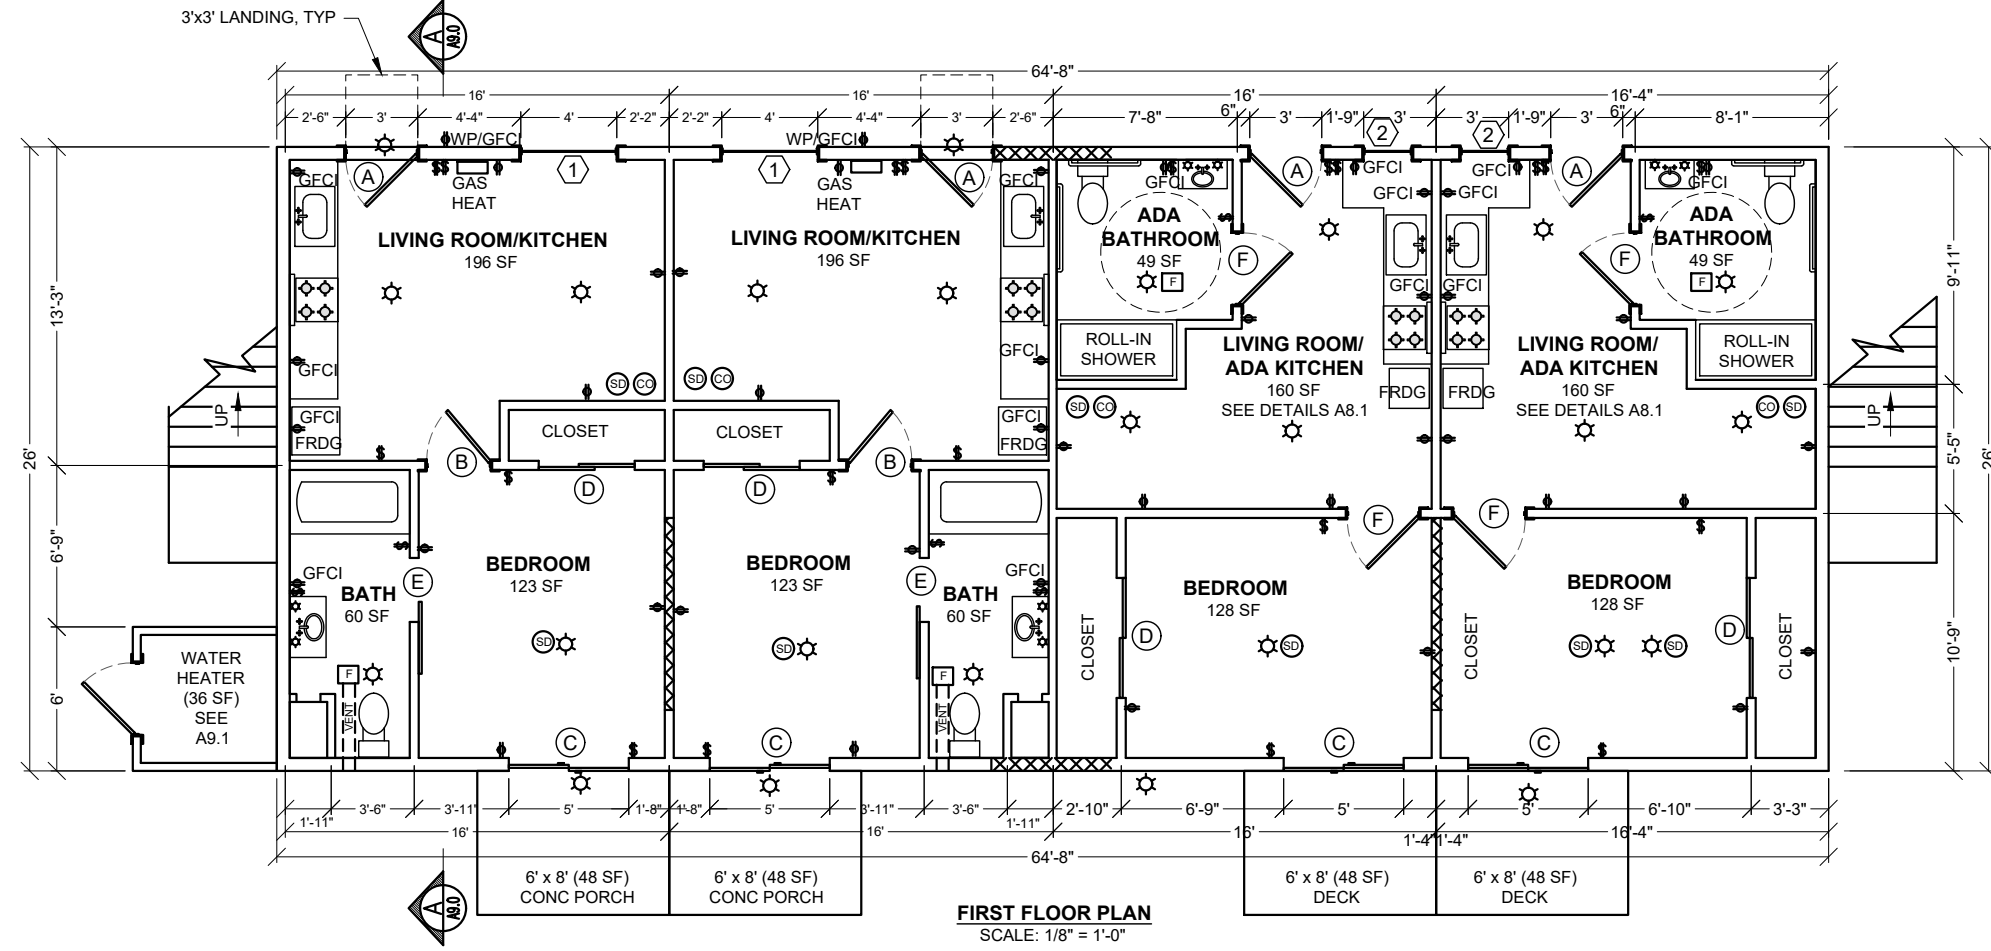 3'x3' LANDING, TYP
A
A9.0
64'-8"
16'
16'
16'
16'-4"
2'-6"
3'
4'-4"
4'
2'-2"
2'-2"
4'
4'-4"
3'
2'-6"
7'-8"
6"
3'
1'-9"
3'
3'
1'-9"
3'
6"
8'-1"
WP/GFCI
WP/GFCI
2
2
1
1
A
A
A
A
GFCI
GAS
HEAT
GAS
HEAT
GFCI
GFCI
GFCI
GFCI
GFCI
GFCI
GFCI
LIVING ROOM/KITCHEN
196 SF
LIVING ROOM/KITCHEN
196 SF
ADA
BATHROOM
49 SF
F
F
F
ADA
BATHROOM
49 SF
F
GFCI
GFCI
26'
13'-3"
6'-9"
6'
9'-11"
5'-5"
10'-9"
26'
UP
UP
GFCI
GFCI
FRDG
GFCI
GFCI
FRDG
SD
CO
SD
CO
ROLL-IN
SHOWER
LIVING ROOM/
ADA KITCHEN
160 SF
SEE DETAILS A8.1
LIVING ROOM/
ADA KITCHEN
160 SF
SEE DETAILS A8.1
ROLL-IN
SHOWER
FRDG
FRDG
SD
CO
CO
SD
CLOSET
CLOSET
B
D
D
B
F
F
GFCI
BATH
60 SF
E
BEDROOM
123 SF
BEDROOM
123 SF
E
GFCI
BATH
60 SF
BEDROOM
128 SF
BEDROOM
128 SF
CLOSET
CLOSET
CLOSET
D
D
SD
SD
SD
SD
SD
WATER
HEATER
(36 SF)
SEE
A9.1
F
VENT
F
VENT
C
C
C
C
1'-11"
3'-6"
3'-11"
5'
1'-8"
1'-8"
5'
3'-11"
3'-6"
1'-11"
2'-10"
6'-9"
5'
1'-4"
1'-4"
5'
6'-10"
3'-3"
16'
16'
16'
16'-4"
64'-8"
6' x 8' (48 SF)
CONC PORCH
6' x 8' (48 SF)
CONC PORCH
6' x 8' (48 SF)
DECK
6' x 8' (48 SF)
DECK
A
A9.0
FIRST FLOOR PLAN
SCALE: 1/8" = 1'-0"